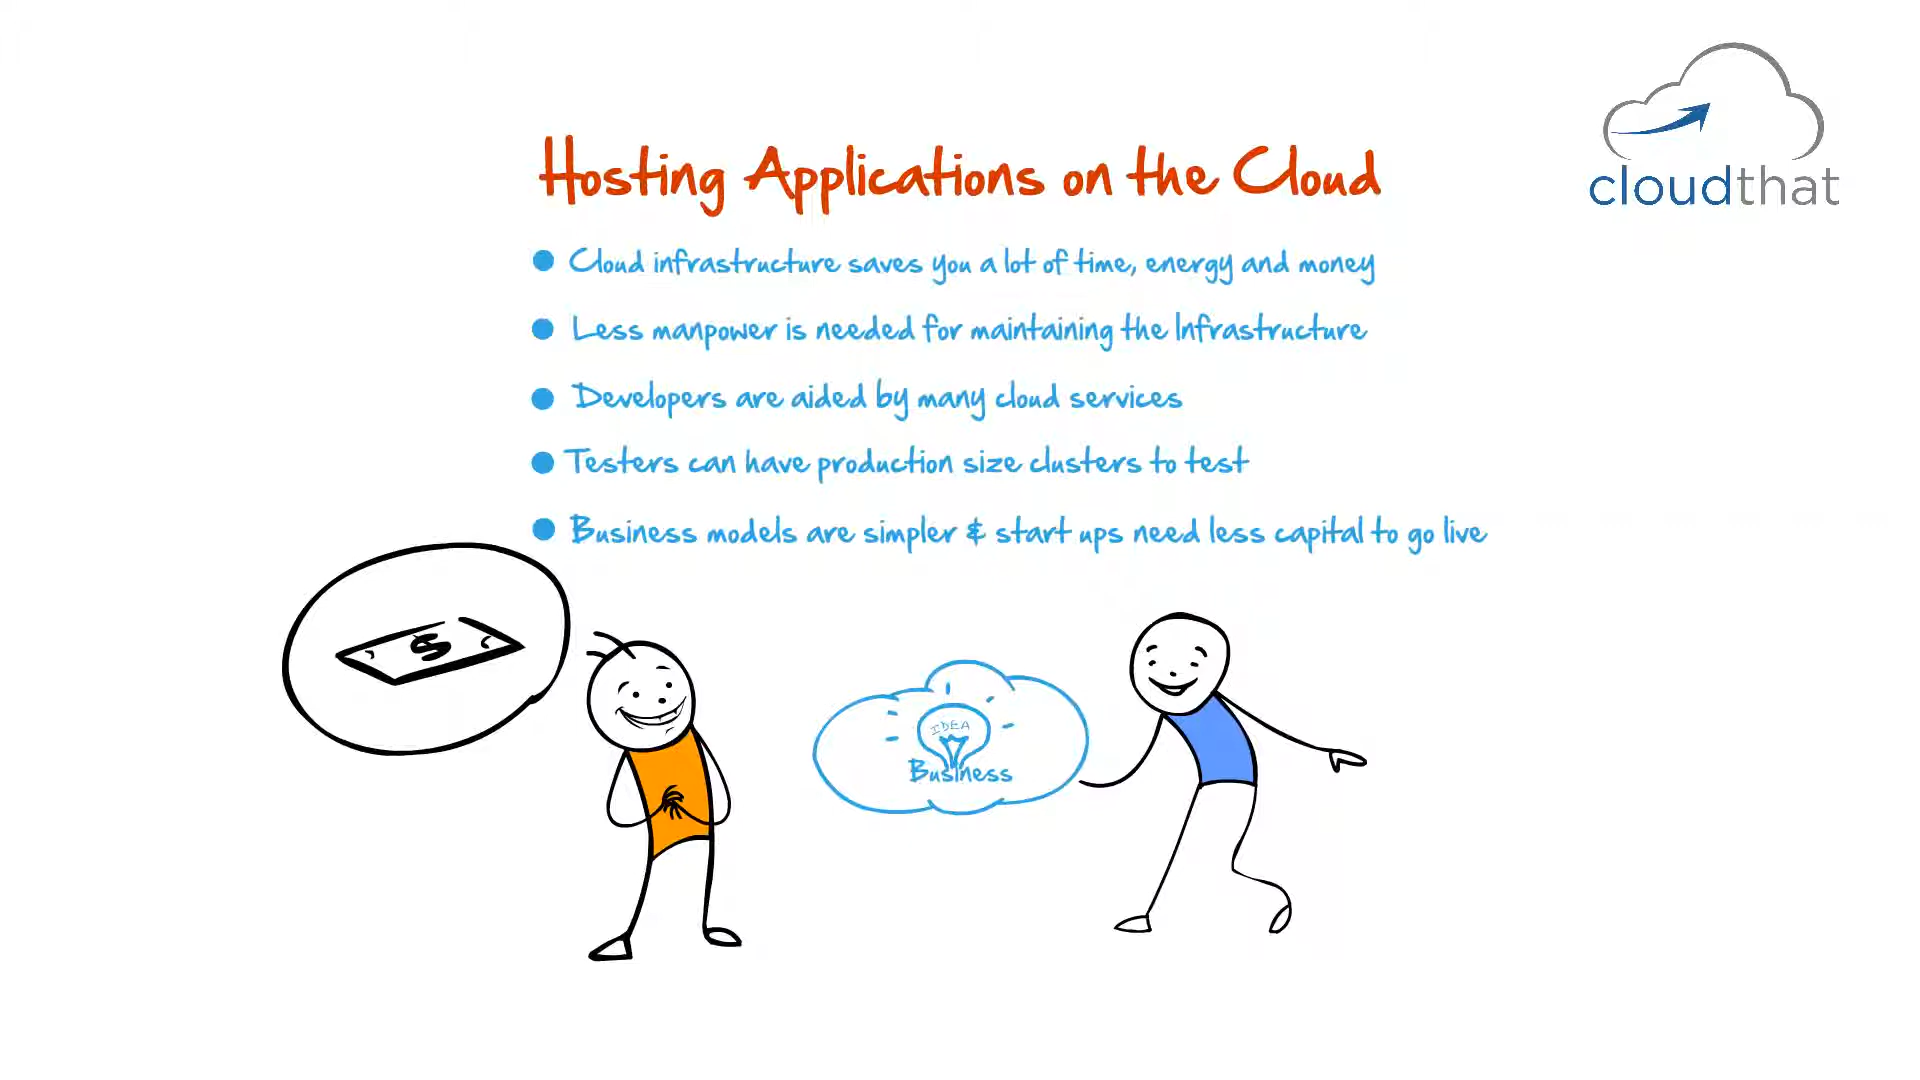 cloudthat
Hosting Applications on the Cloud
Cloud infrastructure saves you a lot of time, energy and money
Less manpower is needed for maintaining the Infrastructure
Developers are aided by many cloud services
Testers can have production size clusters to test
Business models are simpler & start ups need less capital to go live
$
IDEA
Business